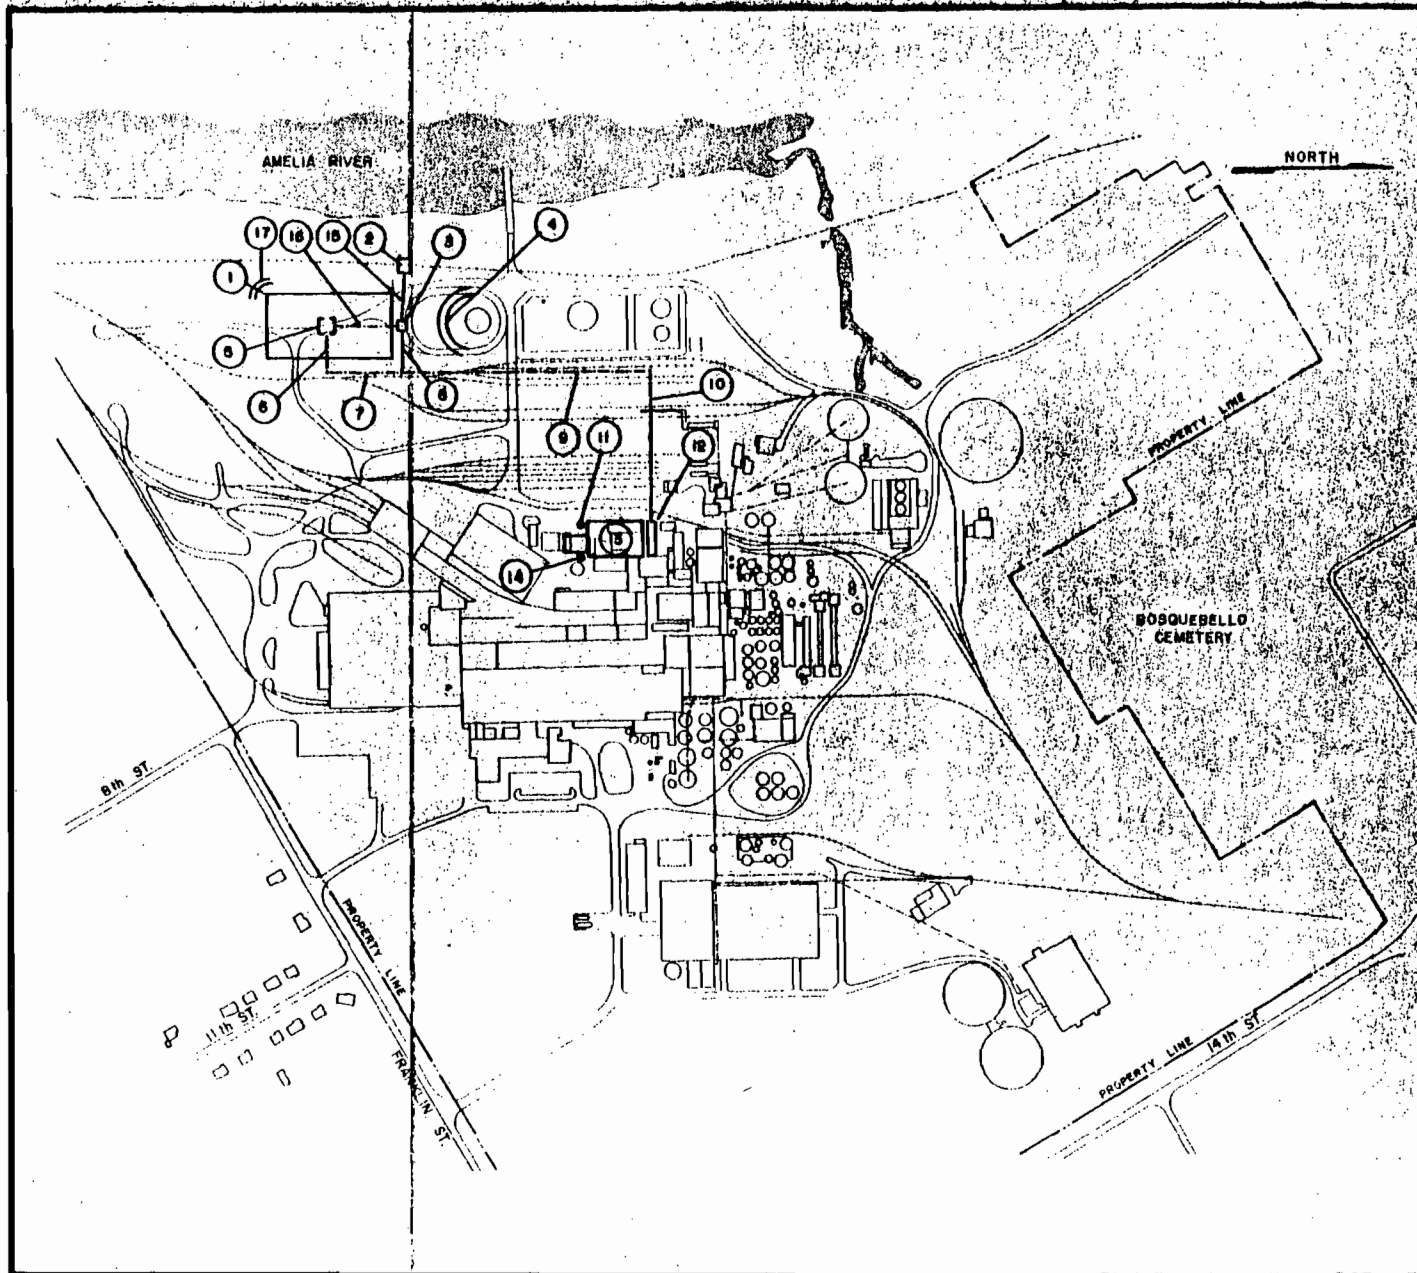 AMELIA RIVER
NORTH
17
16
15
2
3
4
1
5
6
7
8
9
10
11
12
13
14
PROPERTY LINE
BOSQUEBELLO
CEMETERY
8th ST.
PROPERTY LINE
11th ST.
FRANKLIN ST.
PROPERTY LINE
14th ST.